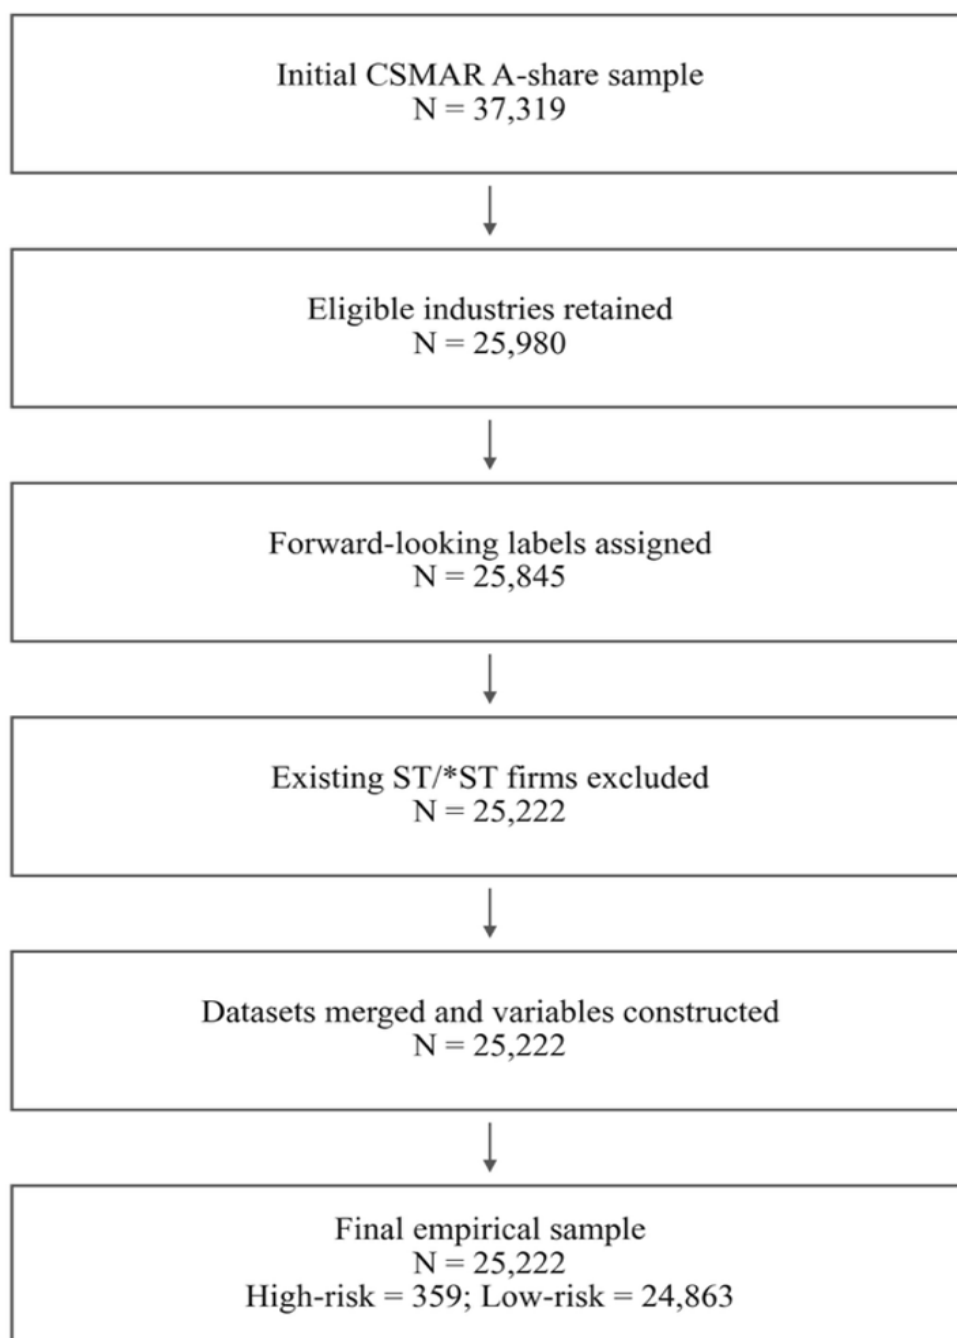 Initial CSMAR A-share sample
N = 37,319
Eligible industries retained
N = 25,980
Forward-looking labels assigned
N = 25,845
Existing ST/*ST firms excluded
N = 25,222
Datasets merged and variables constructed
N = 25,222
Final empirical sample
N = 25,222
High-risk = 359; Low-risk = 24,863